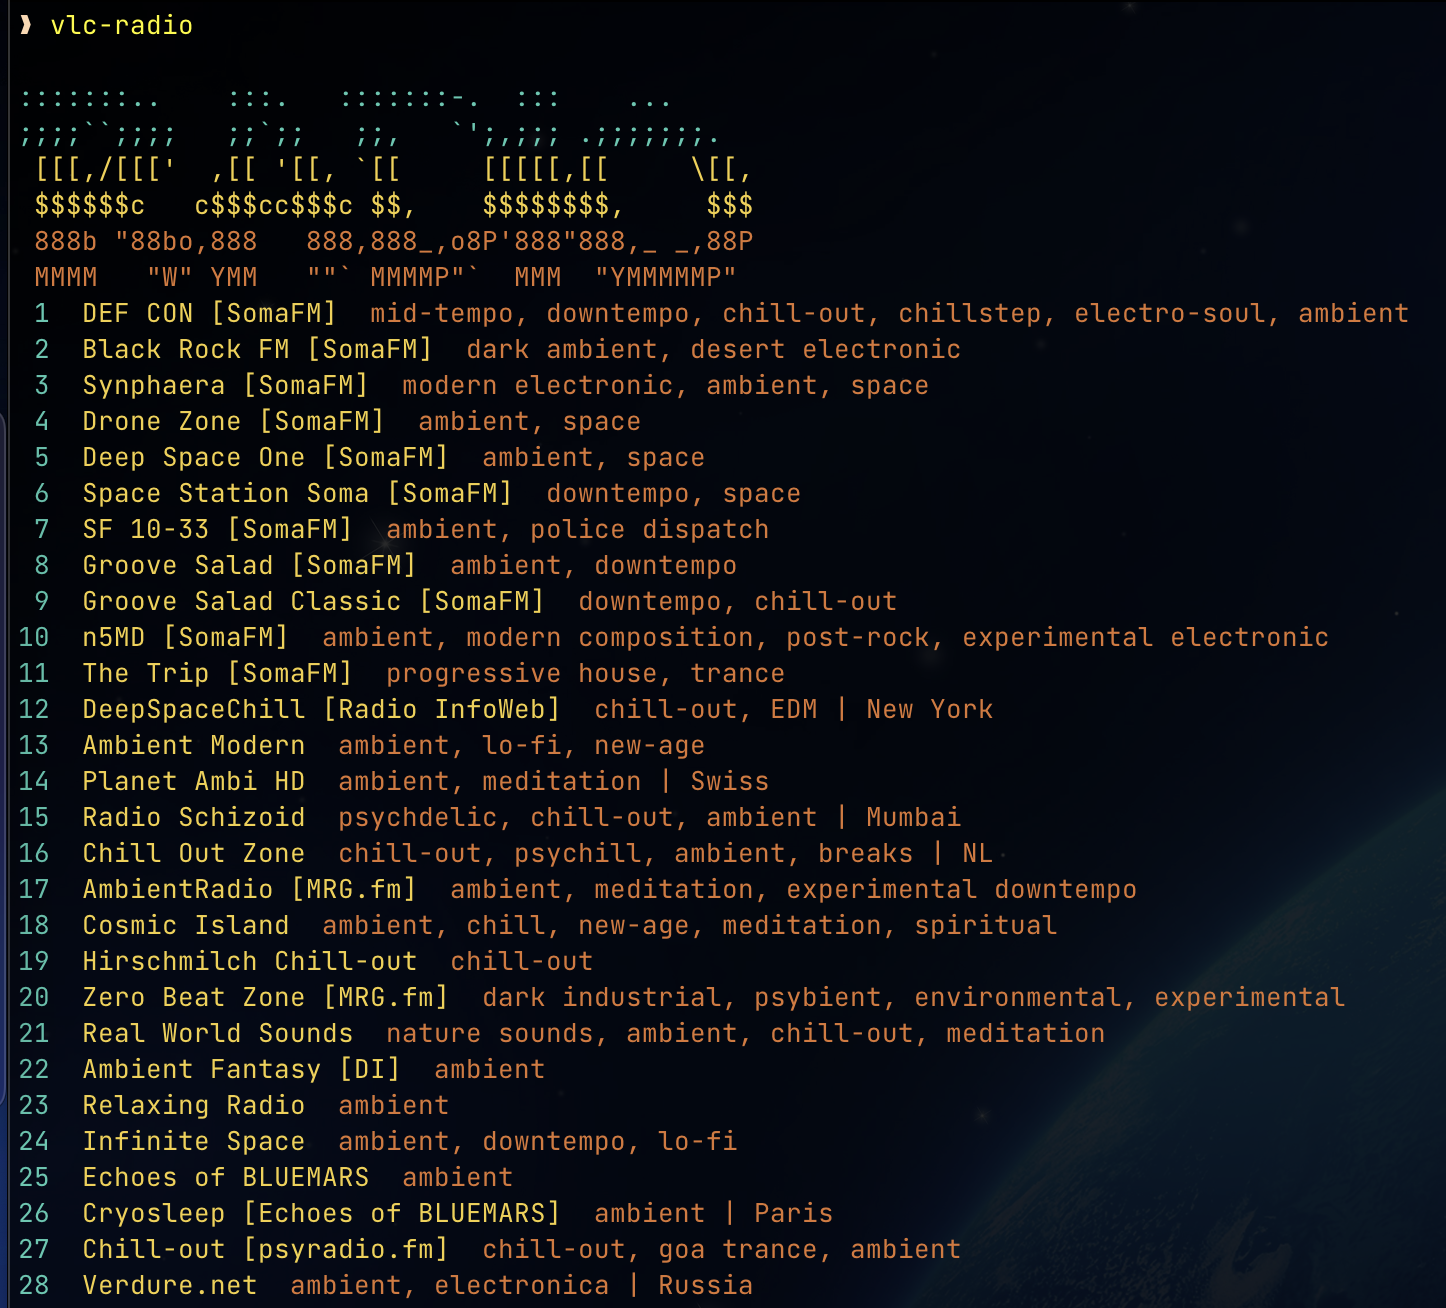 ❱ vlc-radio
:::::::..    :::.   :::::::-.  :::    ...
;;;;``;;;;   ;;`;;   ;;,   `';,;;; .;;;;;;;.
 [[[,/[[['  ,[[ '[[, `[[     [[[[[,[[     \[[,
 $$$$$$c   c$$$cc$$$c $$,    $$$$$$$$,     $$$
 888b "88bo,888   888,888_,o8P'888"888,_ _,88P
 MMMM   "W" YMM   ""` MMMMP"`  MMM  "YMMMMMP"
 1  DEF CON [SomaFM]  mid-tempo, downtempo, chill-out, chillstep, electro-soul, ambient
 2  Black Rock FM [SomaFM]  dark ambient, desert electronic
 3  Synphaera [SomaFM]  modern electronic, ambient, space
 4  Drone Zone [SomaFM]  ambient, space
 5  Deep Space One [SomaFM]  ambient, space
 6  Space Station Soma [SomaFM]  downtempo, space
 7  SF 10-33 [SomaFM]  ambient, police dispatch
 8  Groove Salad [SomaFM]  ambient, downtempo
 9  Groove Salad Classic [SomaFM]  downtempo, chill-out
10  n5MD [SomaFM]  ambient, modern composition, post-rock, experimental electronic
11  The Trip [SomaFM]  progressive house, trance
12  DeepSpaceChill [Radio InfoWeb]  chill-out, EDM | New York
13  Ambient Modern  ambient, lo-fi, new-age
14  Planet Ambi HD  ambient, meditation | Swiss
15  Radio Schizoid  psychdelic, chill-out, ambient | Mumbai
16  Chill Out Zone  chill-out, psychill, ambient, breaks | NL
17  AmbientRadio [MRG.fm]  ambient, meditation, experimental downtempo
18  Cosmic Island  ambient, chill, new-age, meditation, spiritual
19  Hirschmilch Chill-out  chill-out
20  Zero Beat Zone [MRG.fm]  dark industrial, psybient, environmental, experimental
21  Real World Sounds  nature sounds, ambient, chill-out, meditation
22  Ambient Fantasy [DI]  ambient
23  Relaxing Radio  ambient
24  Infinite Space  ambient, downtempo, lo-fi
25  Echoes of BLUEMARS  ambient
26  Cryosleep [Echoes of BLUEMARS]  ambient | Paris
27  Chill-out [psyradio.fm]  chill-out, goa trance, ambient
28  Verdure.net  ambient, electronica | Russia